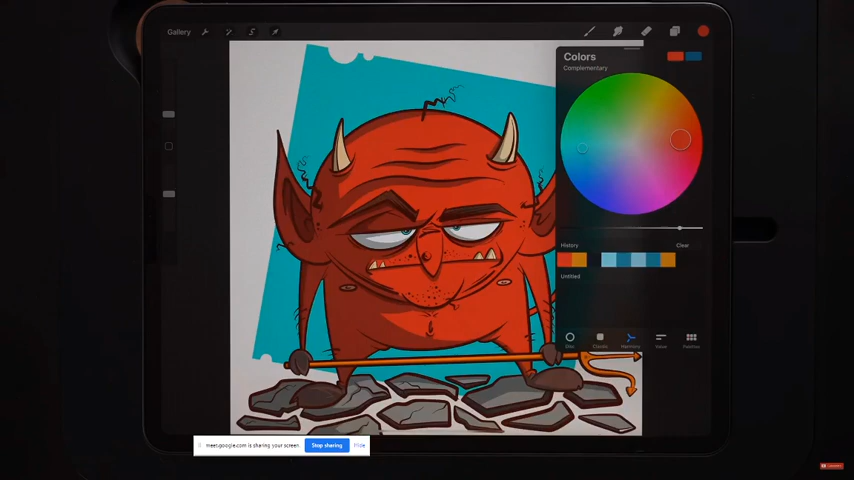 Gallery
Colors
Complementary
History
Clear
Untitled
Disc
Classic
Harmony
Value
Palettes
meet.google.com is sharing your screen
Stop sharing
Hide